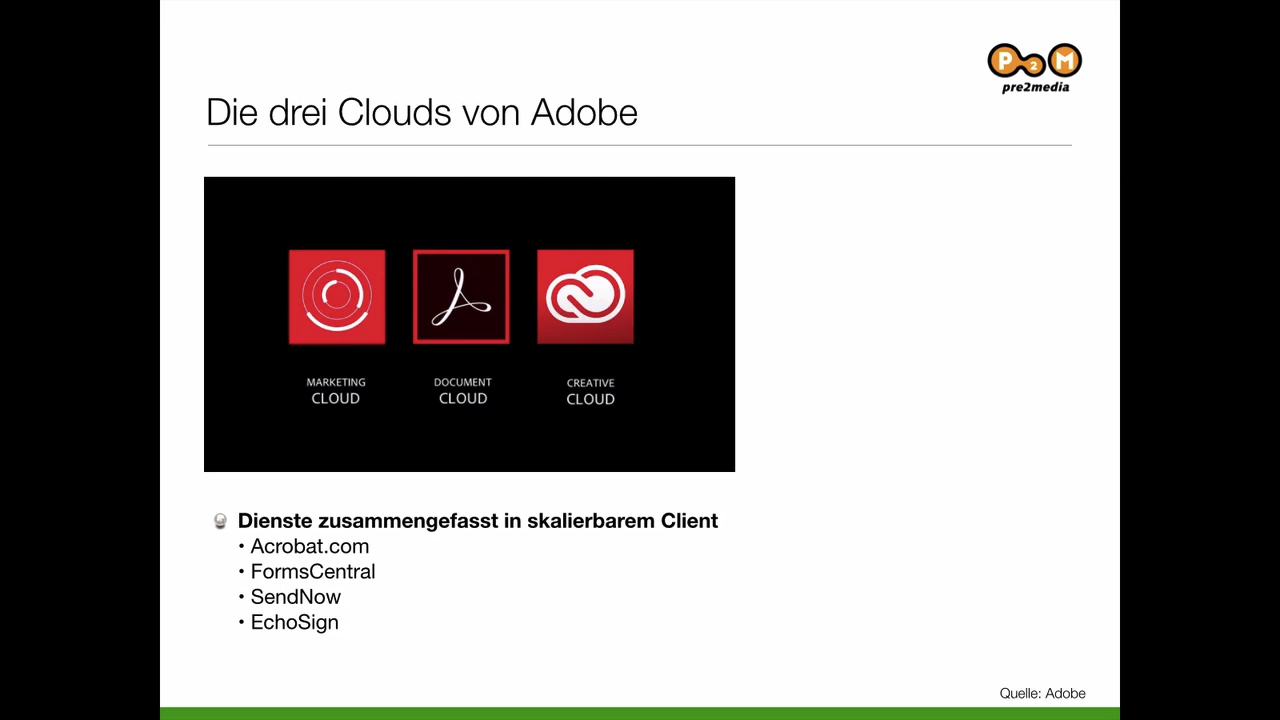 P 2 M
pre2media
Die drei Clouds von Adobe
MARKETING
CLOUD
DOCUMENT
CLOUD
CREATIVE
CLOUD
Dienste zusammengefasst in skalierbarem Client
• Acrobat.com
• FormsCentral
• SendNow
• EchoSign
Quelle: Adobe